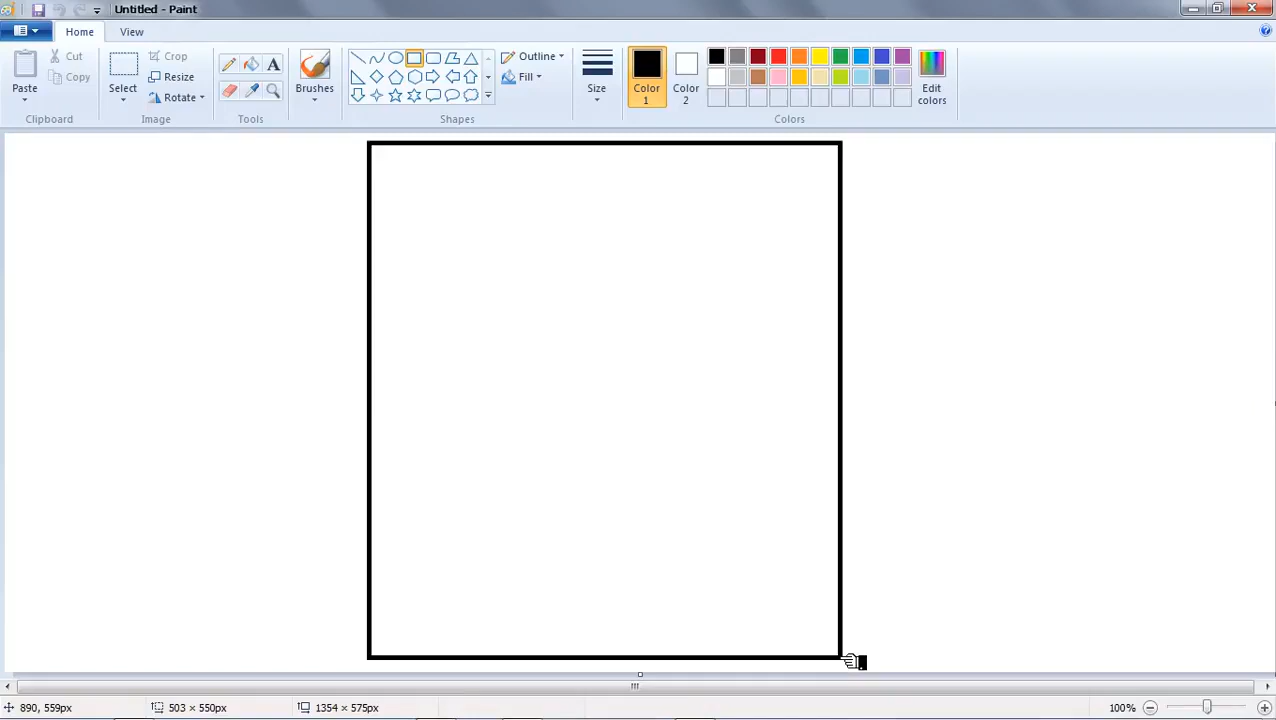 Untitled - Paint
Home View
Cut
Copy
Paste
Clipboard
Crop
Resize
Rotate
Select
Image
A
Tools
Brushes
Outline
Fill
Shapes
Size
Color 1
Color 2
Edit colors
Colors
890, 559px
503 × 550px
1354 × 575px
100%